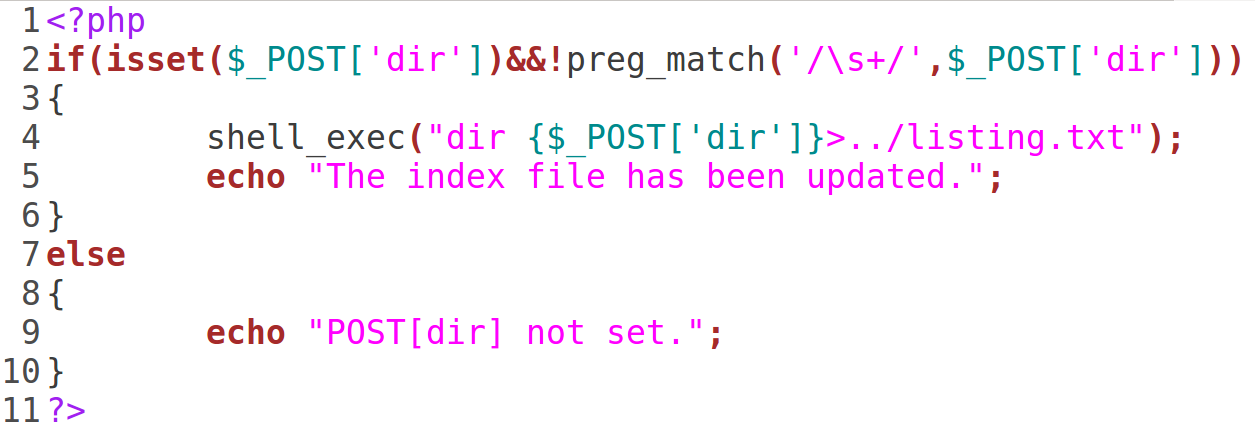 1 <?php
2 if(isset($_POST['dir'])&&!preg_match('/\s+/',$_POST['dir']))
3 {
4         shell_exec("dir {$_POST['dir']}>../listing.txt");
5         echo "The index file has been updated.";
6 }
7 else
8 {
9         echo "POST[dir] not set.";
10 }
11 ?>